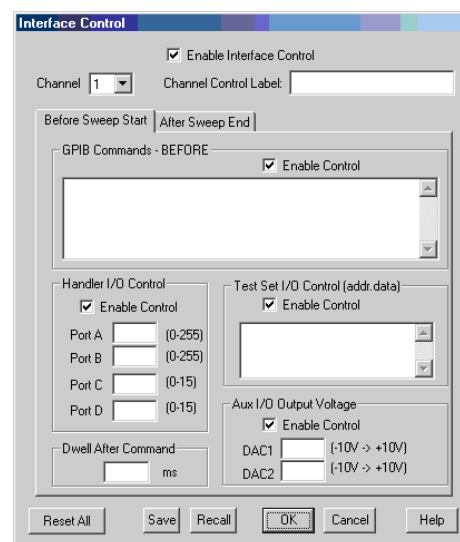 Interface Control
Enable Interface Control
Channel 1 Channel Control Label:
Before Sweep Start After Sweep End
GPIB Commands - BEFORE
Enable Control
Handler I/O Control
Enable Control
Port A (0-255)
Port B (0-255)
Port C (0-15)
Port D (0-15)
Test Set I/O Control (addr.data)
Enable Control
Aux I/O Output Voltage
Enable Control
DAC1 (-10V -> +10V)
DAC2 (-10V -> +10V)
Dwell After Command
ms
Reset All Save Recall OK Cancel Help